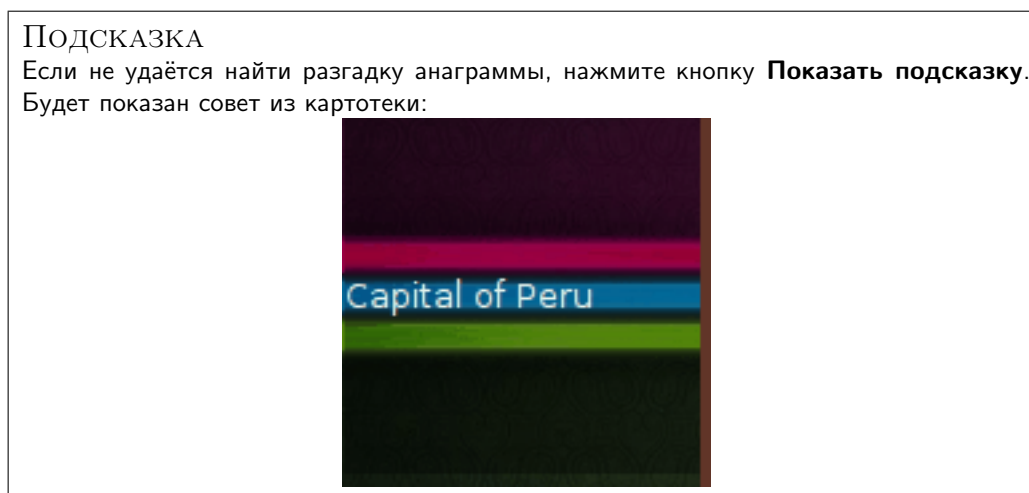 Подсказка
Если не удаётся найти разгадку анаграммы, нажмите кнопку Показать подсказку.
Будет показан совет из картотеки:
Capital of Peru